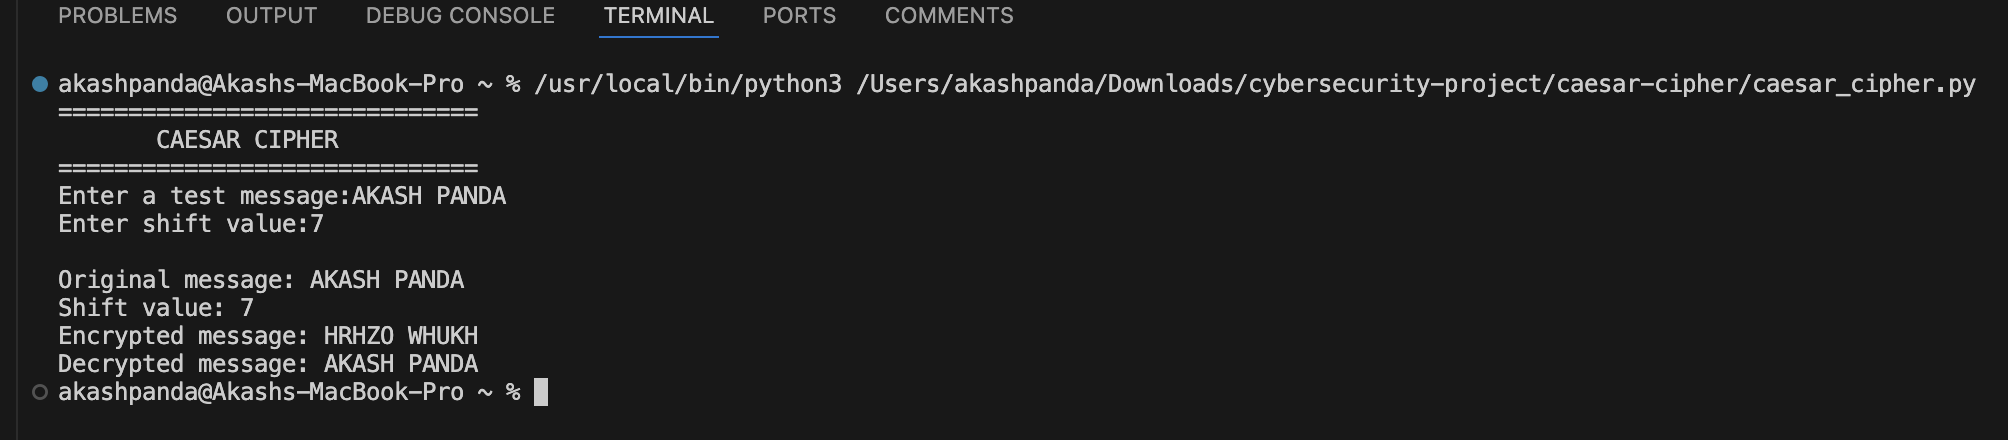 PROBLEMS OUTPUT DEBUG CONSOLE TERMINAL PORTS COMMENTS
akashpanda@Akashs-MacBook-Pro ~ % /usr/local/bin/python3 /Users/akashpanda/Downloads/cybersecurity-project/caesar-cipher/caesar_cipher.py
==============================
CAESAR CIPHER
==============================
Enter a test message:AKASH PANDA
Enter shift value:7
Original message: AKASH PANDA
Shift value: 7
Encrypted message: HRHZO WHUKH
Decrypted message: AKASH PANDA
akashpanda@Akashs-MacBook-Pro ~ %